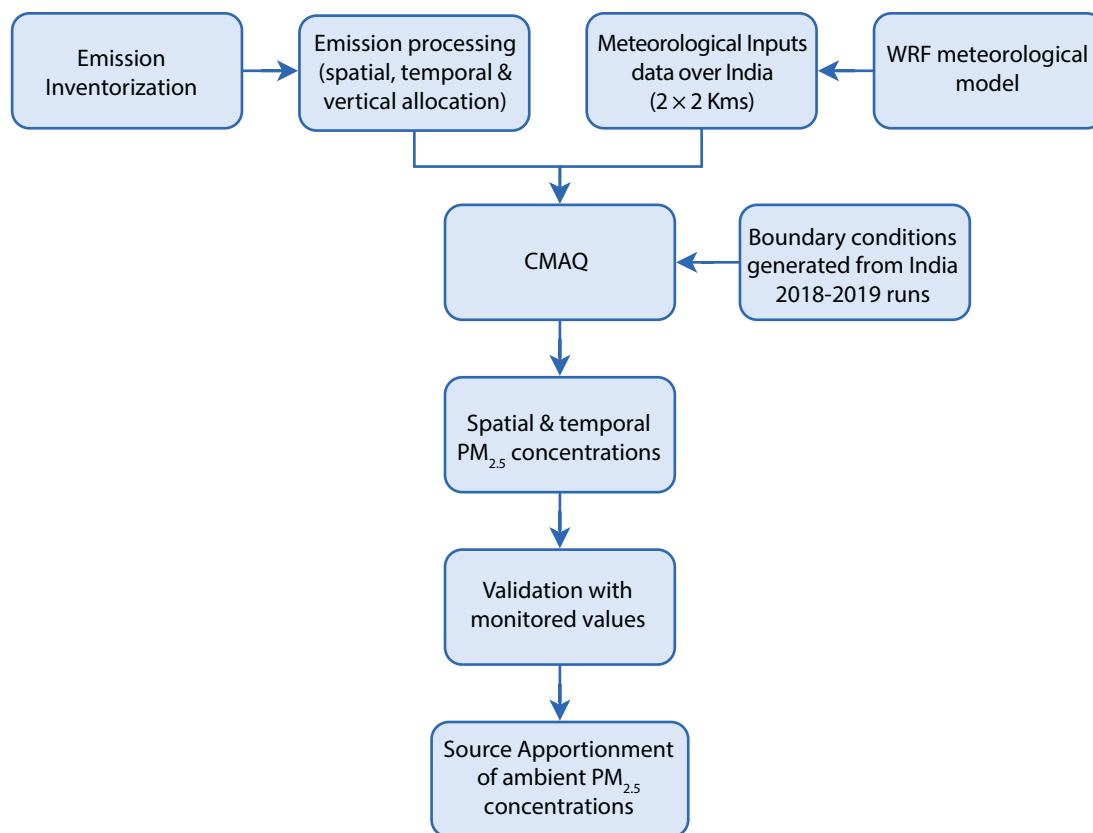 Emission
Inventorization
Emission processing
(spatial, temporal &
vertical allocation)
Meteorological Inputs
data over India
(2 × 2 Kms)
WRF meteorological
model
CMAQ
Boundary conditions
generated from India
2018-2019 runs
Spatial & temporal
PM2.5 concentrations
Validation with
monitored values
Source Apportionment
of ambient PM2.5
concentrations